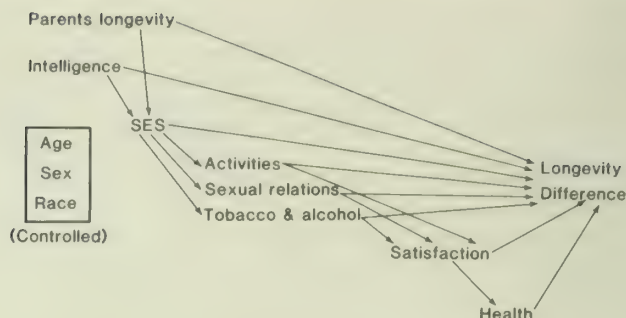 Parents longevity
Intelligence
SES
Age
Sex
Race
(Controlled)
Activities
Sexual relations
Tobacco & alcohol
Longevity
Difference
Satisfaction
Health